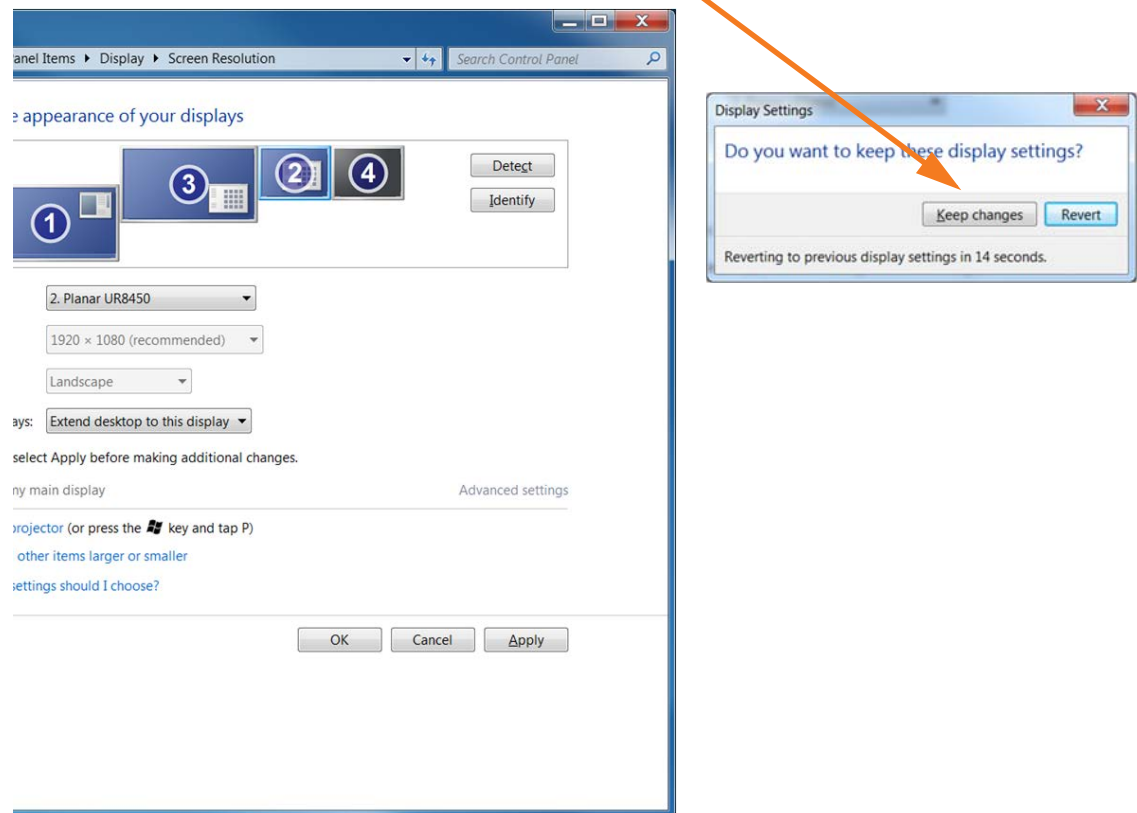 anel Items ▸ Display ▸ Screen Resolution
Search Control Panel
e appearance of your displays
1
3
2
4
Detect
Identify
2. Planar UR8450
1920 × 1080 (recommended)
Landscape
ays: Extend desktop to this display
select Apply before making additional changes.
ny main display
Advanced settings
projector (or press the key and tap P)
other items larger or smaller
settings should I choose?
OK
Cancel
Apply
Display Settings
Do you want to keep these display settings?
Keep changes
Revert
Reverting to previous display settings in 14 seconds.